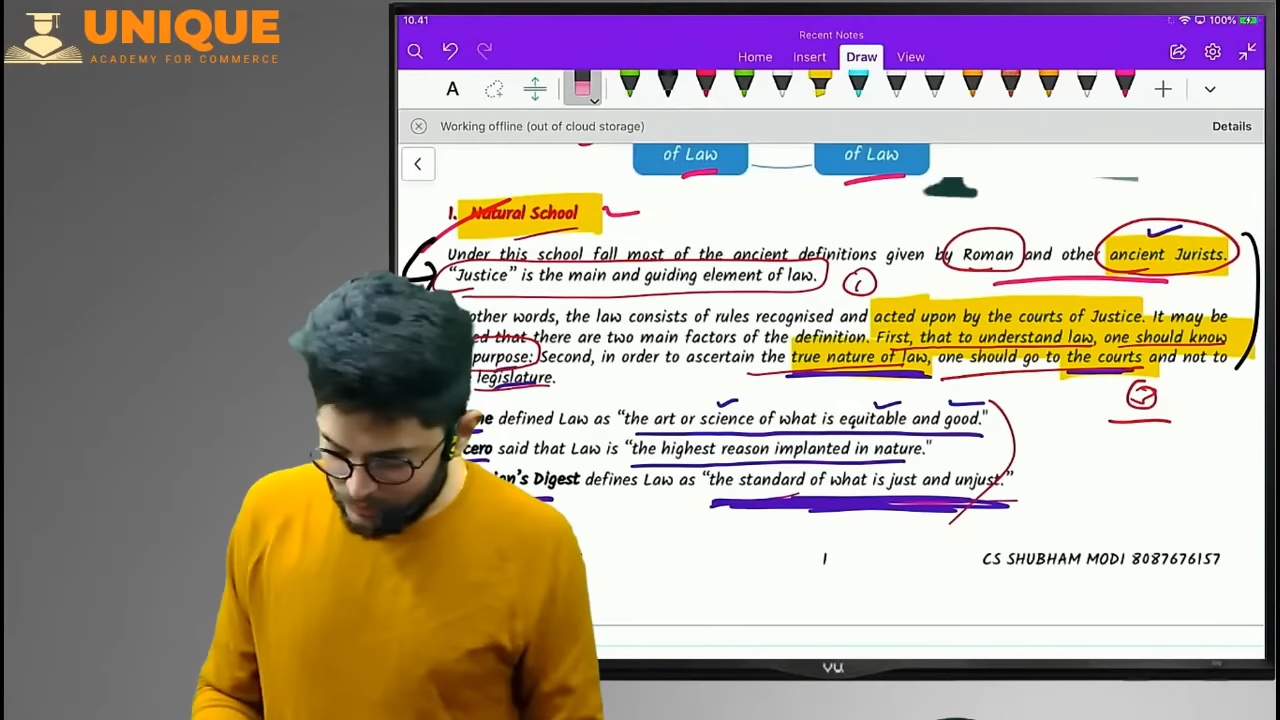 UNIQUE
ACADEMY FOR COMMERCE
10.41
100%
Recent Notes
Home Insert Draw View
A
Working offline (out of cloud storage)
Details
of Law
of Law
1. Natural School
Under this school fall most of the ancient definitions given by Roman and other ancient Jurists.
"Justice" is the main and guiding element of law.
other words, the law consists of rules recognised and acted upon by the courts of Justice. It may be
that there are two main factors of the definition. First, that to understand law, one should know
purpose: Second, in order to ascertain the true nature of law, one should go to the courts and not to
legislature.
defined Law as "the art or science of what is equitable and good."
said that Law is "the highest reason implanted in nature."
Digest defines Law as "the standard of what is just and unjust."
1
CS SHUBHAM MODI 8087676157